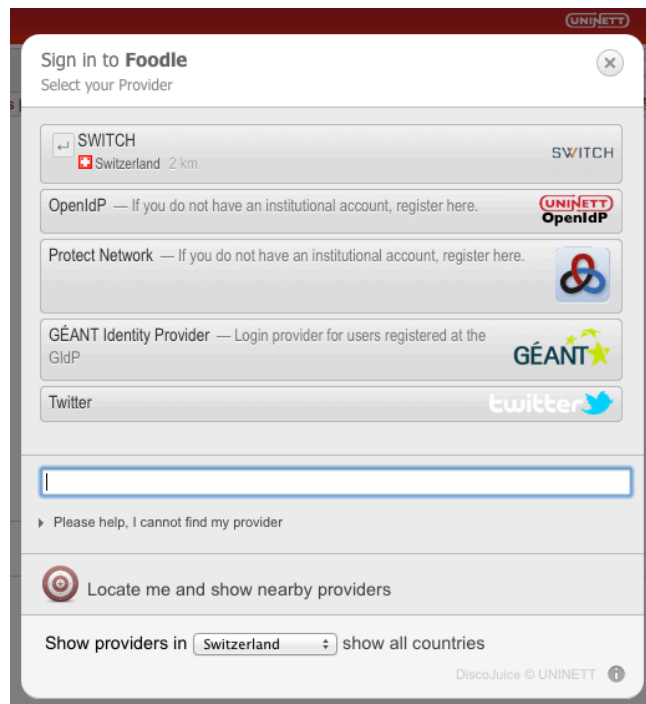 UNINETT
Sign in to Foodle
Select your Provider
SWITCH
Switzerland 2 km
SWITCH
OpenIdP — If you do not have an institutional account, register here.
UNINETT
OpenIdP
Protect Network — If you do not have an institutional account, register here.
GÉANT Identity Provider — Login provider for users registered at the
GIdP
GÉANT
Twitter
twitter
Please help, I cannot find my provider
Locate me and show nearby providers
Show providers in Switzerland show all countries
DiscoJuice © UNINETT